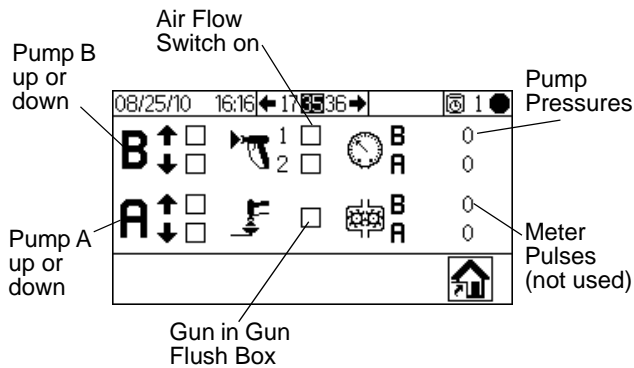 Air Flow
Switch on
Pump B
up or
down
Pump
Pressures
08/25/10 16:16 17 35 36 1
B 1 B 0
2 A 0
A B 0
A 0
Pump A
up or
down
Meter
Pulses
(not used)
Gun in Gun
Flush Box